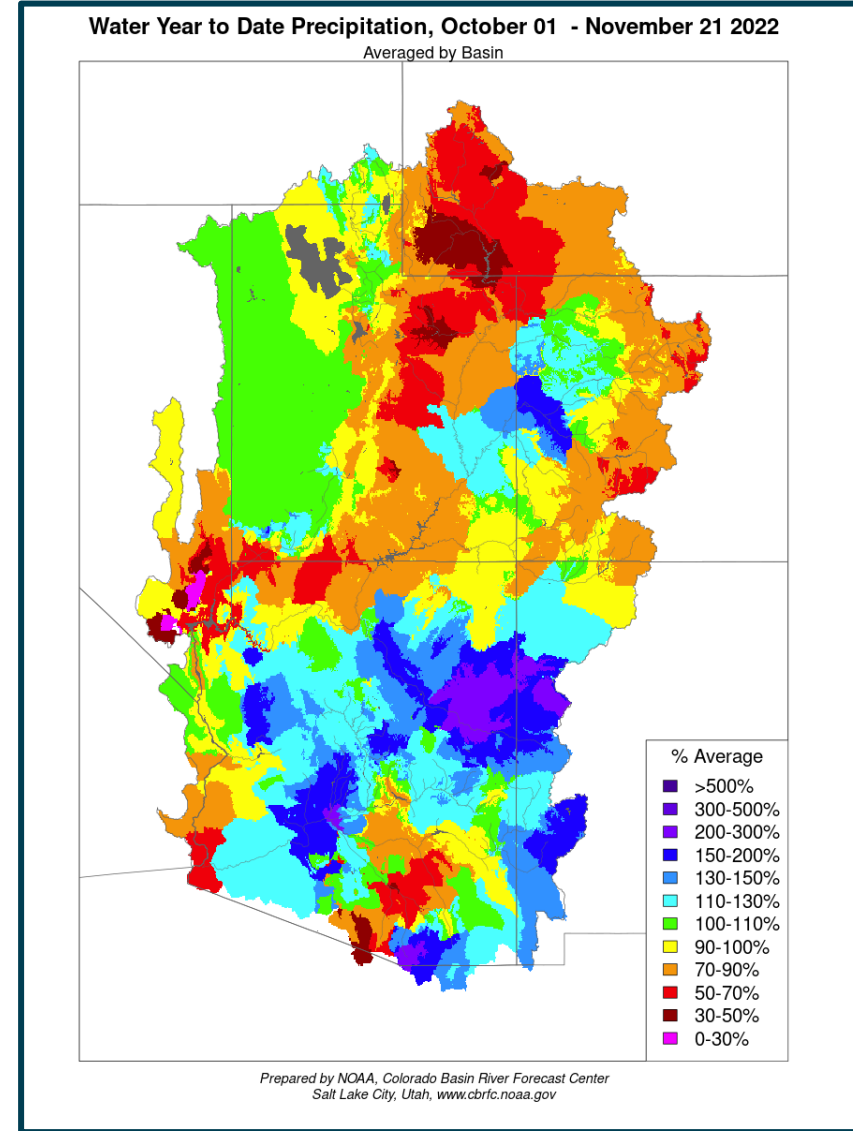 Water Year to Date Precipitation, October 01  - November 21 2022
Averaged by Basin
% Average
>500%
300-500%
200-300%
150-200%
130-150%
110-130%
100-110%
90-100%
70-90%
50-70%
30-50%
0-30%
Prepared by NOAA, Colorado Basin River Forecast Center
Salt Lake City, Utah, www.cbrfc.noaa.gov